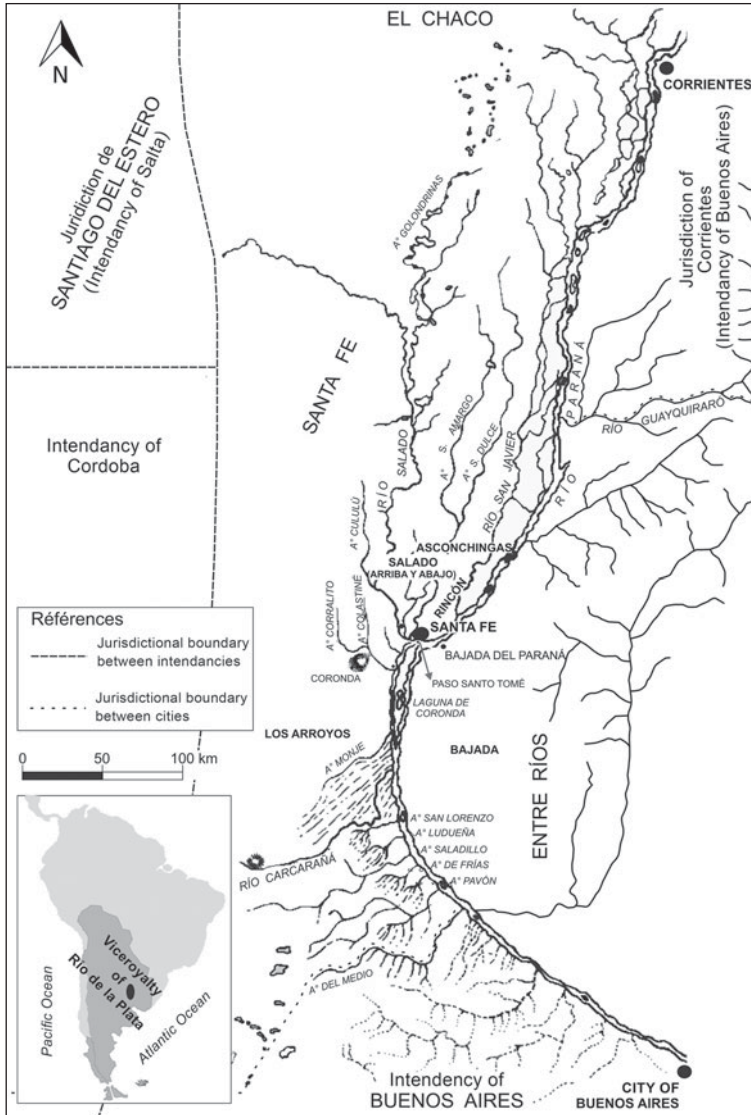 EL CHACO
N
CORRIENTES
Juridiction de
SANTIAGO DEL ESTERO
(Intendancy of Salta)
Jurisdiction of
Corrientes
(Intendancy of Buenos Aires)
A° GOLONDRINAS
SANTA FE
PARANÁ
RÍO
RÍO GUAYQUIRARÓ
Intendancy of
Cordoba
RÍO SALADO
A° S. AMARGO
A° S. DULCE
RÍO SAN JAVIER
A° CULULÚ
ASCONCHINGAS
SALADO
(ARRIBA Y ABAJO)
RINCÓN
A° CORRALITO
A° COLASTINÉ
SANTA FE
BAJADA DEL PARANÁ
CORONDA
PASO SANTO TOMÉ
LAGUNA DE
CORONDA
Références
Jurisdictional boundary
between intendancies
Jurisdictional boundary
between cities
LOS ARROYOS
BAJADA
ENTRE RÍOS
0 50 100 km
A° MONJE
A° SAN LORENZO
A° LUDUEÑA
A° SALADILLO
A° DE FRÍAS
A° PAVÓN
RÍO CARCARAÑÁ
A° DEL MEDIO
Viceroyalty
of
Río de la Plata
Pacific Ocean
Atlantic Ocean
Intendency of
BUENOS AIRES
CITY OF
BUENOS AIRES